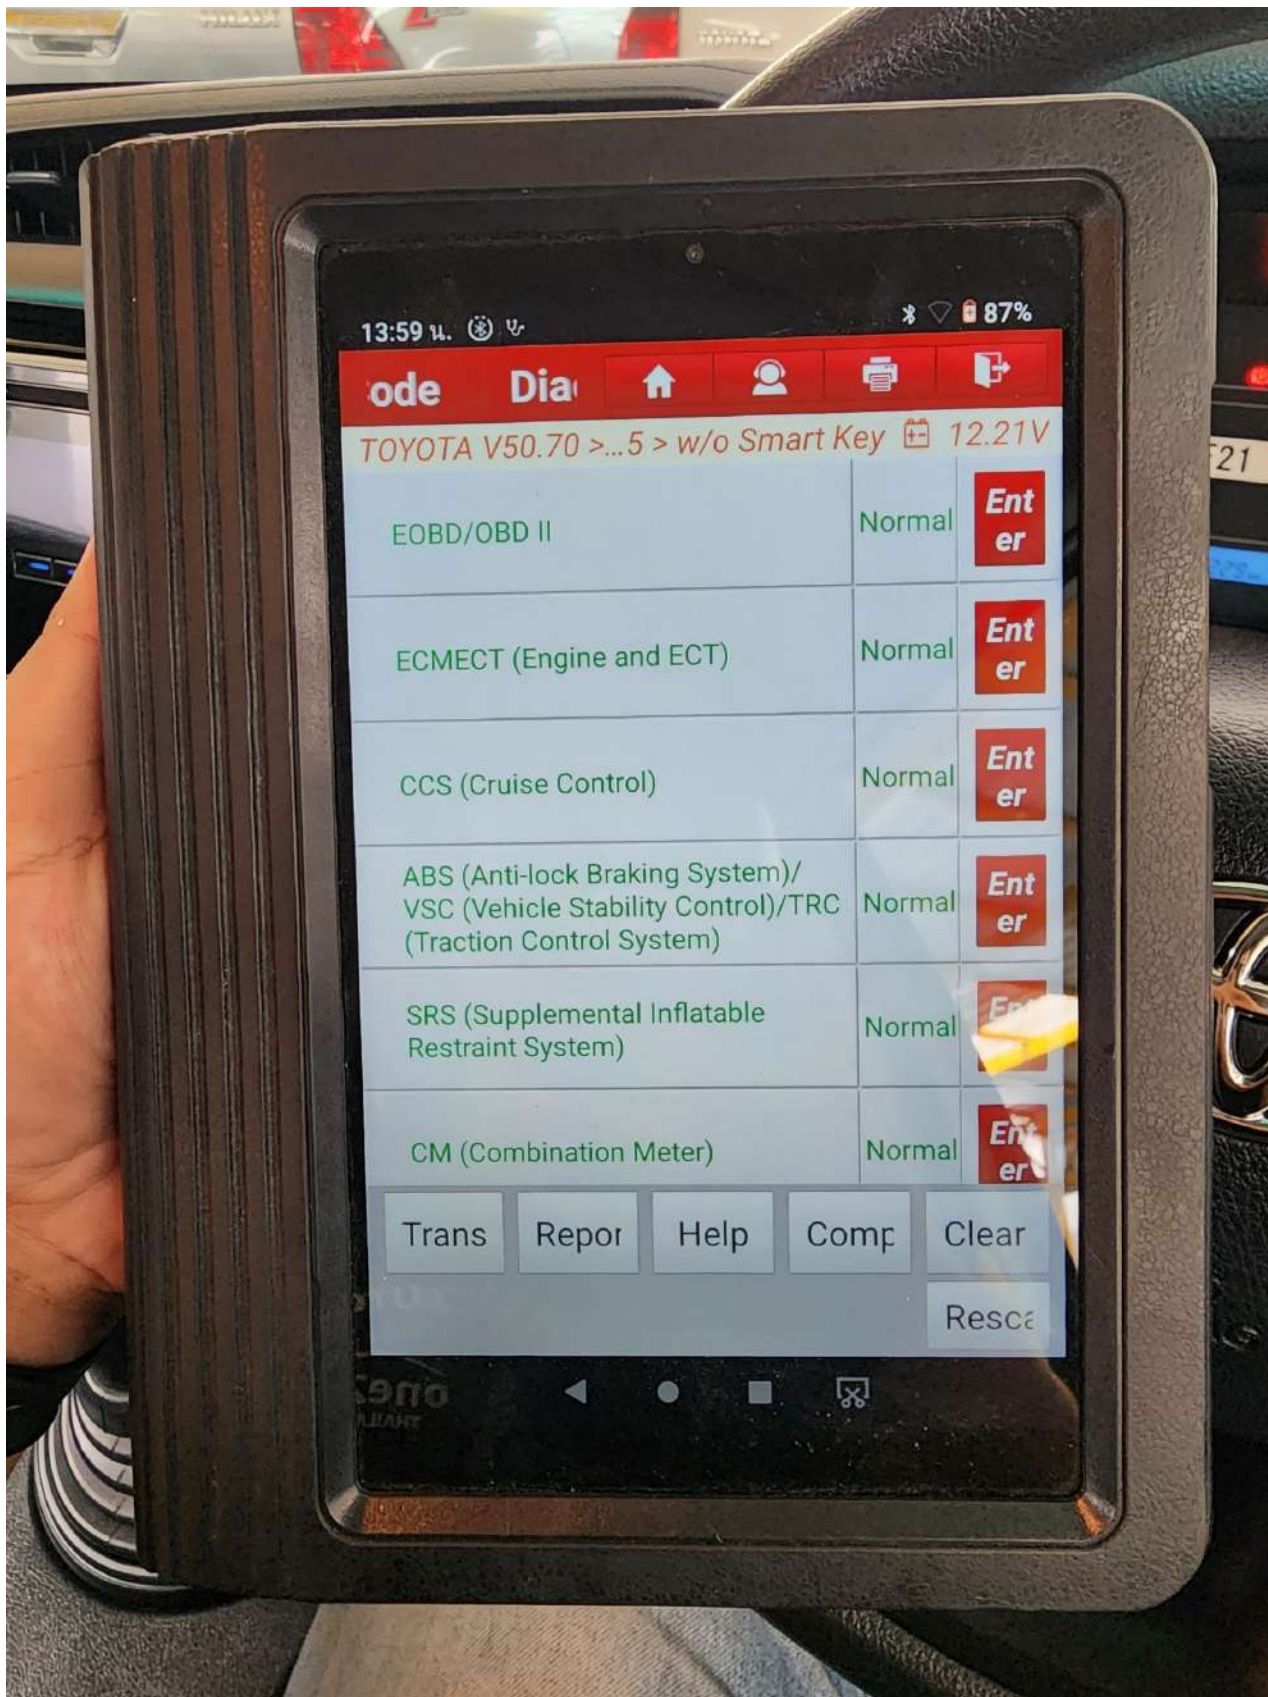 13:59 น.
87%
ode Dia
TOYOTA V50.70 >...5 > w/o Smart Key 12.21V
EOBD/OBD II Normal Ent
er
ECMECT (Engine and ECT) Normal Ent
er
CCS (Cruise Control) Normal Ent
er
ABS (Anti-lock Braking System)/
VSC (Vehicle Stability Control)/TRC
(Traction Control System)
Normal Ent
er
SRS (Supplemental Inflatable
Restraint System)
Normal
CM (Combination Meter) Normal Ent
er
Trans Repor Help Comp Clear
Resca
21
one